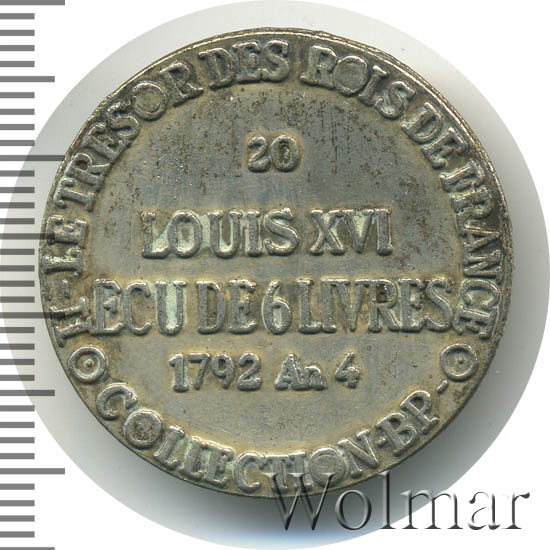 II - LE TRESOR DES ROIS DE FRANCE
20
LOUIS XVI
ECU DE 6 LIVRES
1792 An 4
COLLECTION · BP -
Wolmar